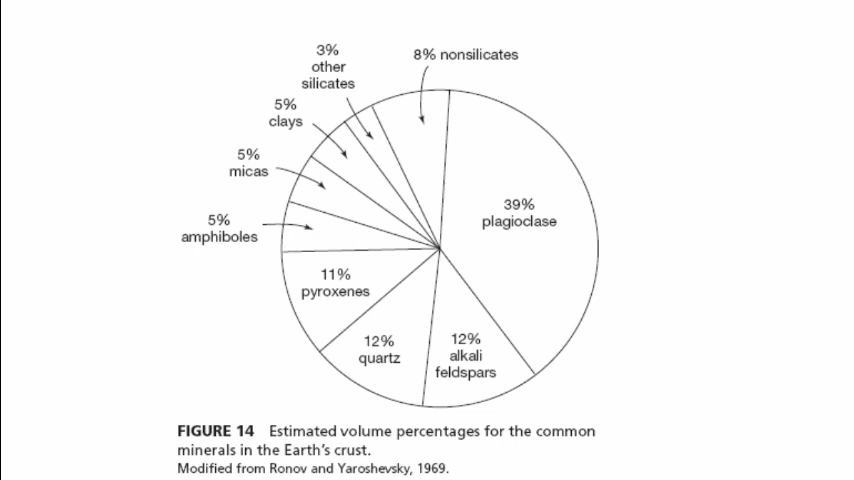 3%
other
silicates
8% nonsilicates
5%
clays
5%
micas
39%
plagioclase
5%
amphiboles
11%
pyroxenes
12%
quartz
12%
alkali
feldspars
FIGURE 14 Estimated volume percentages for the common
minerals in the Earth's crust.
Modified from Ronov and Yaroshevsky, 1969.